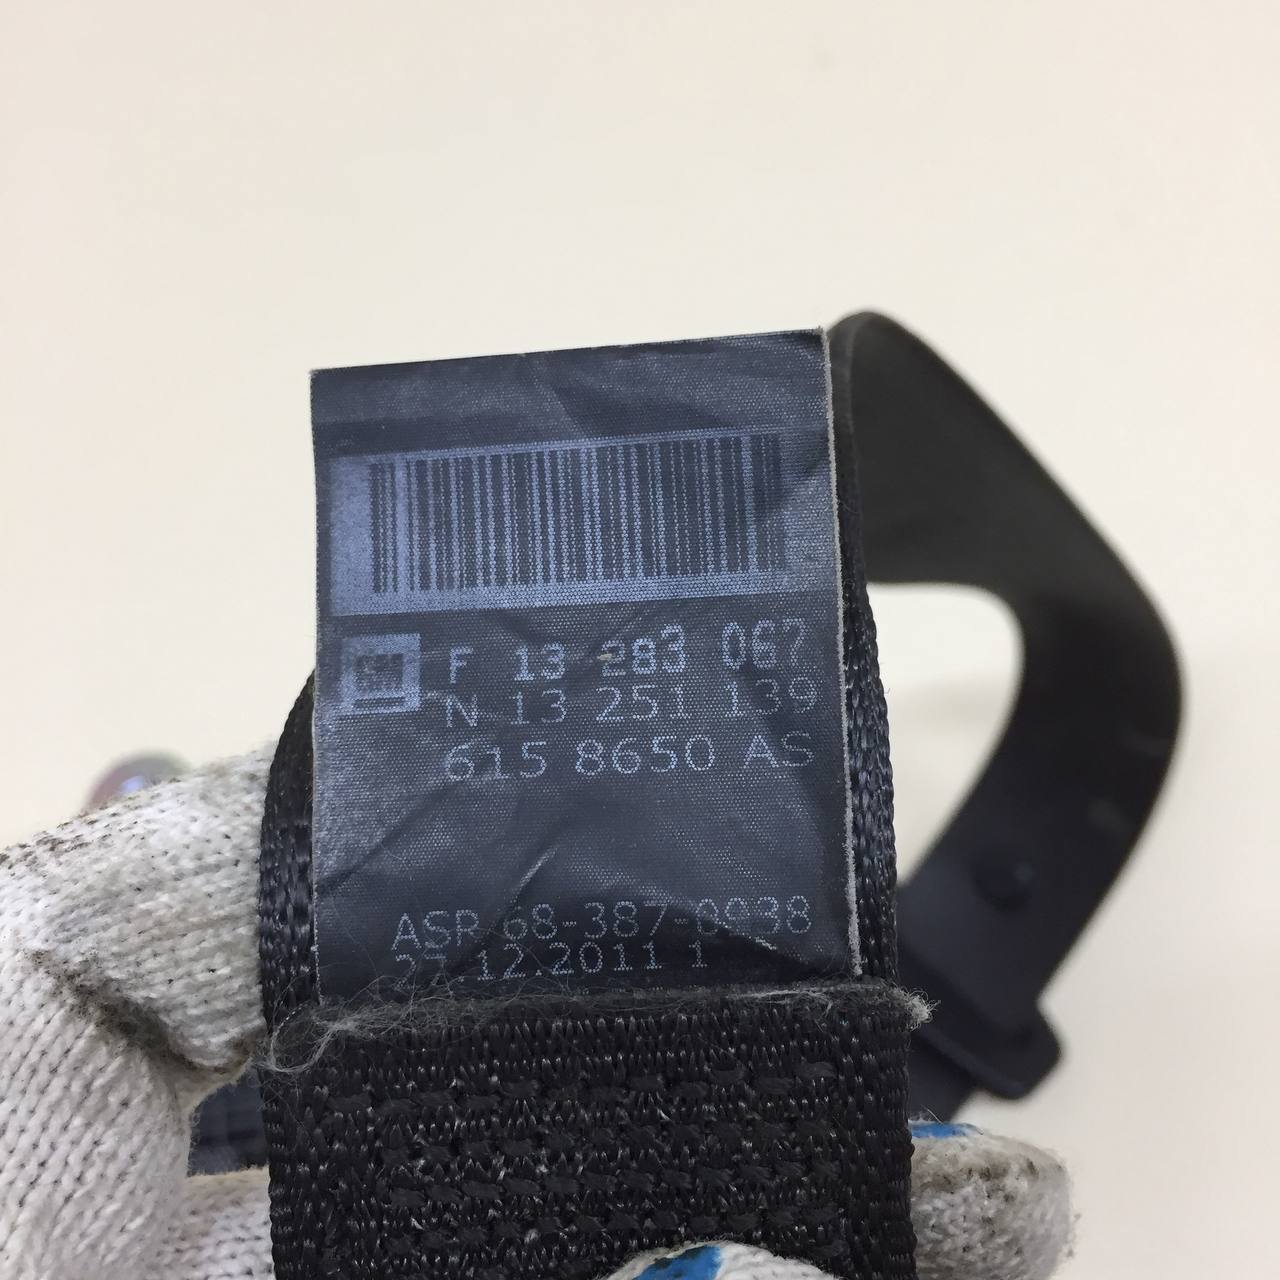 F 13 283 067
N 13 251 139
615 8650 AS
ASR 68-387-0938
27.12.2011 1